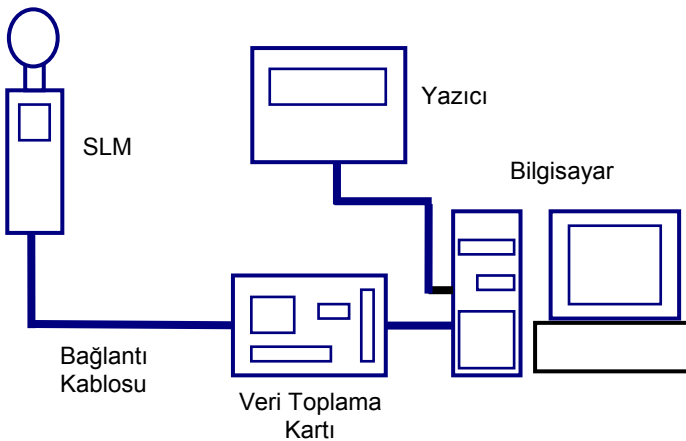 Yazıcı
SLM
Bilgisayar
Bağlantı
Kablosu
Veri Toplama
Kartı